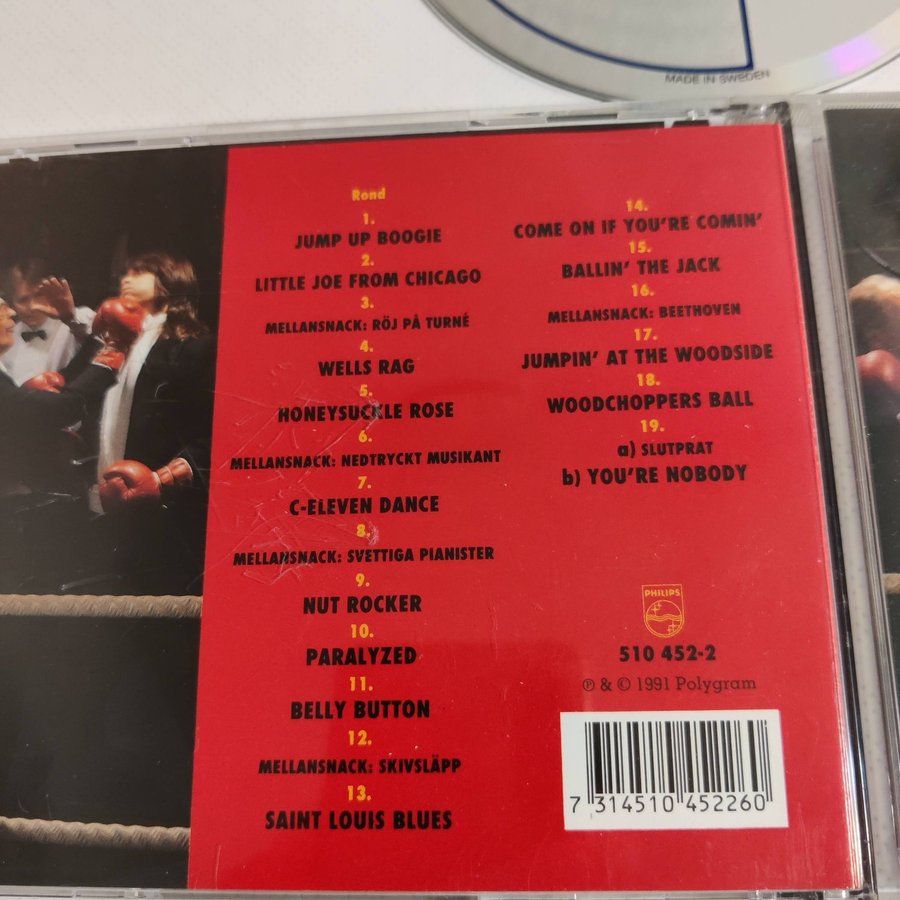 MADE IN SWEDEN
Rond
1.
JUMP UP BOOGIE
2.
LITTLE JOE FROM CHICAGO
3.
MELLANSNACK: RÖJ PÅ TURNÉ
4.
WELLS RAG
5.
HONEYSUCKLE ROSE
6.
MELLANSNACK: NEDTRYCKT MUSIKANT
7.
C-ELEVEN DANCE
8.
MELLANSNACK: SVETTIGA PIANISTER
9.
NUT ROCKER
10.
PARALYZED
11.
BELLY BUTTON
12.
MELLANSNACK: SKIVSLÄPP
13.
SAINT LOUIS BLUES
14.
COME ON IF YOU'RE COMIN'
15.
BALLIN' THE JACK
16.
MELLANSNACK: BEETHOVEN
17.
JUMPIN' AT THE WOODSIDE
18.
WOODCHOPPERS BALL
19.
a) SLUTPRAT
b) YOU'RE NOBODY
PHILIPS
510 452-2
℗ & © 1991 Polygram
7 314510 452260